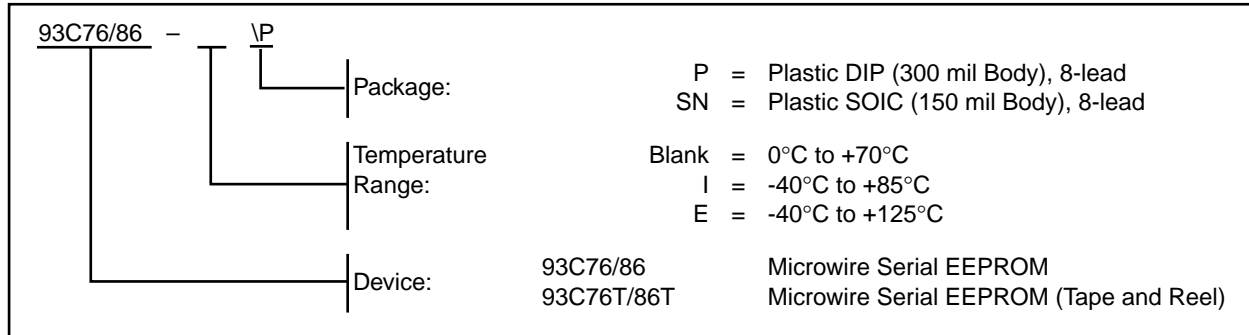 93C76/86 – \P
Package: P = Plastic DIP (300 mil Body), 8-lead
SN = Plastic SOIC (150 mil Body), 8-lead
Temperature Blank = 0°C to +70°C
Range: I = -40°C to +85°C
E = -40°C to +125°C
Device: 93C76/86 Microwire Serial EEPROM
93C76T/86T Microwire Serial EEPROM (Tape and Reel)